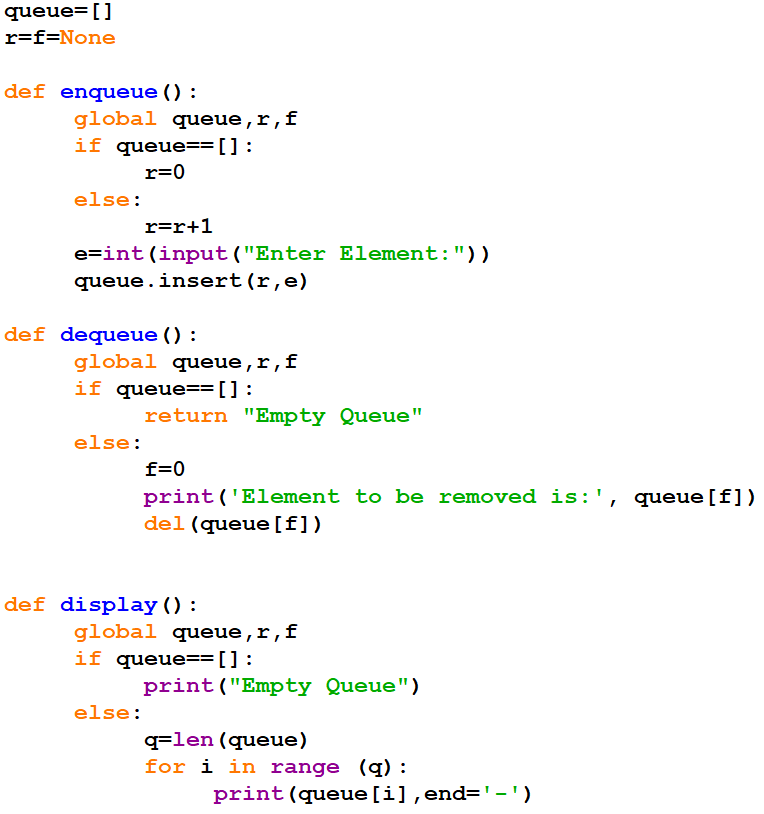 queue=[]
r=f=None
def enqueue():
     global queue,r,f
     if queue==[]:
          r=0
     else:
          r=r+1
     e=int(input("Enter Element:"))
     queue.insert(r,e)
def dequeue():
     global queue,r,f
     if queue==[]:
          return "Empty Queue"
     else:
          f=0
          print('Element to be removed is:', queue[f])
          del(queue[f])
def display():
     global queue,r,f
     if queue==[]:
          print("Empty Queue")
     else:
          q=len(queue)
          for i in range (q):
               print(queue[i],end='-')